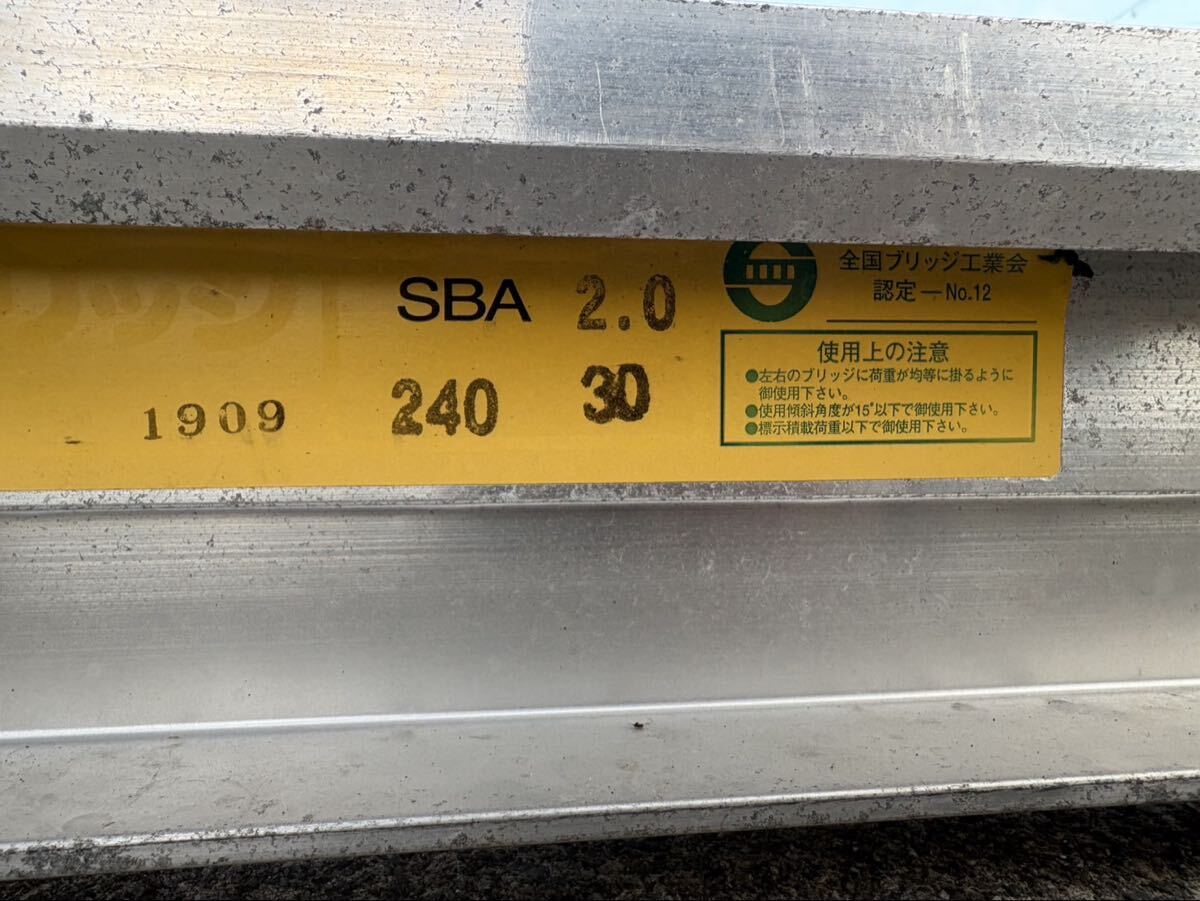 SBA 2.0
1909 240 30
全国ブリッジ工業会
認定－No.12
使用上の注意
●左右のブリッジに荷重が均等に掛るように
御使用下さい。
●使用傾斜角度が15°以下で御使用下さい。
●標示積載荷重以下で御使用下さい。